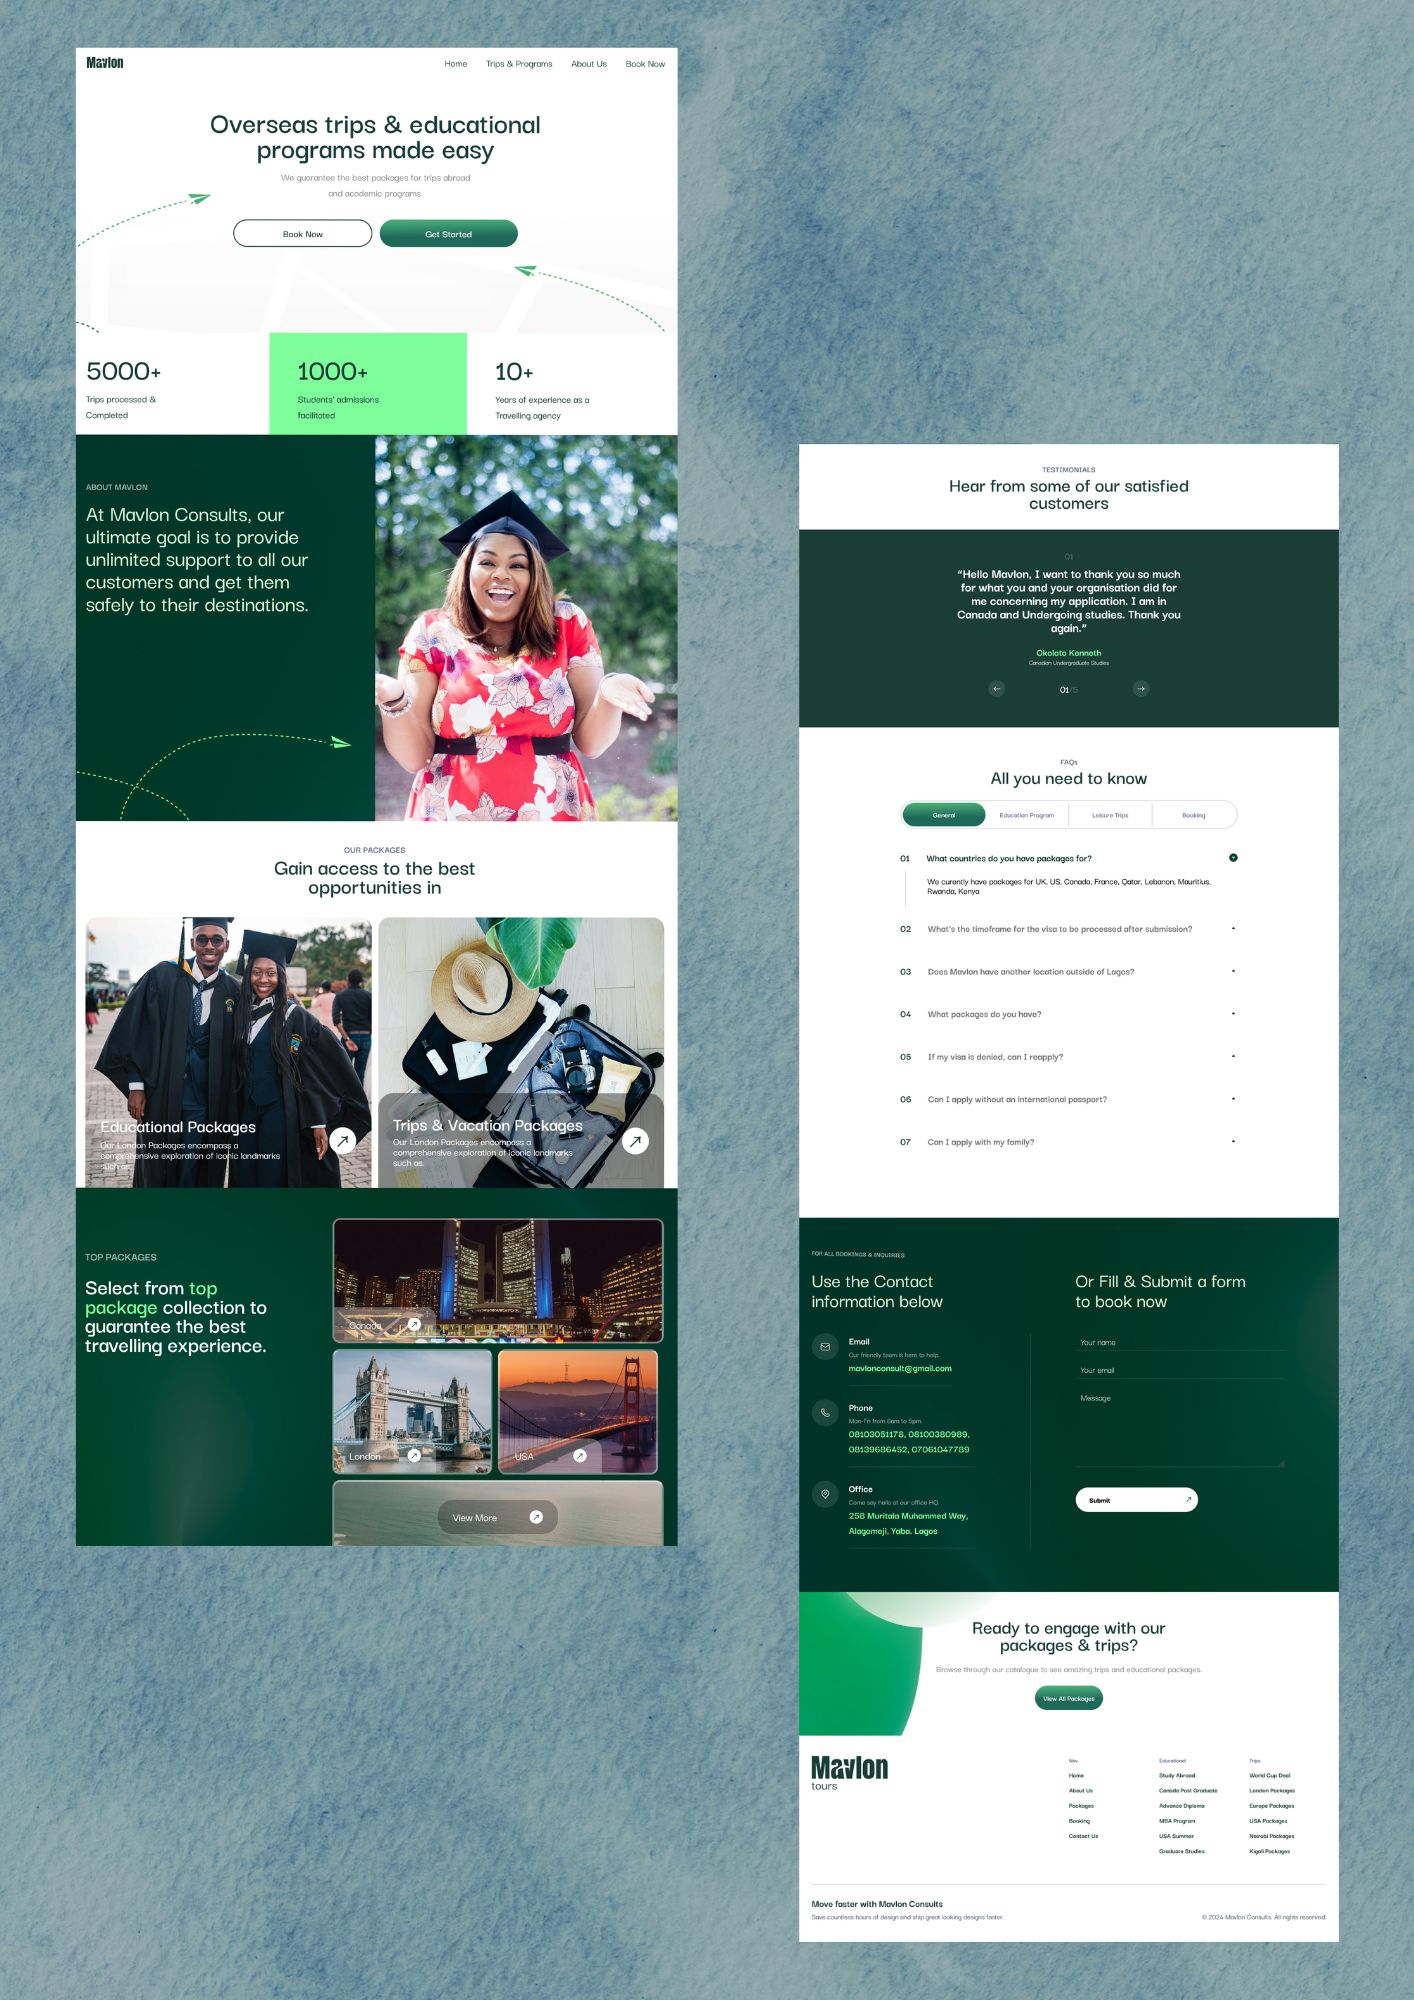 Mavlon
Home Trips & Programs About Us Book Now
Overseas trips & educational
programs made easy
We guarantee the best packages for trips abroad
and academic programs.
Book Now Get Started
5000+
Trips processed &
Completed
1000+
Students' admissions
facilitated
10+
Years of experience as a
Travelling agency
ABOUT MAVLON
At Mavlon Consults, our
ultimate goal is to provide
unlimited support to all our
customers and get them
safely to their destinations.
OUR PACKAGES
Gain access to the best
opportunities in
Educational Packages
Our London Packages encompass a
comprehensive exploration of iconic landmarks
such as.
Trips & Vacation Packages
Our London Packages encompass a
comprehensive exploration of iconic landmarks
such as.
TOP PACKAGES
Select from top
package collection to
guarantee the best
travelling experience.
Canada
TORONTO
London
USA
View More
TESTIMONIALS
Hear from some of our satisfied
customers
01
“Hello Mavlon, I want to thank you so much
for what you and your organisation did for
me concerning my application. I am in
Canada and Undergoing studies. Thank you
again.”
Okolato Kenneth
Canadian Undergraduate Studies
01/5
FAQs
All you need to know
General Education Program Leisure Trips Booking
01 What countries do you have packages for?
We curently have packages for UK, US, Canada, France, Qatar, Lebanon, Mauritius,
Rwanda, Kenya
02 What's the timeframe for the visa to be processed after submission?
03 Does Mavlon have another location outside of Lagos?
04 What packages do you have?
05 If my visa is denied, can I reapply?
06 Can I apply without an international passport?
07 Can I apply with my family?
FOR ALL BOOKINGS & INQUIRIES
Use the Contact
information below
Email
Our friendly team is here to help.
mavlonconsult@gmail.com
Phone
Mon-Fri from 8am to 5pm.
08103051178, 08100380989,
08139686452, 07061047789
Office
Come say hello at our office HQ.
258 Muritala Muhammed Way,
Alagomeji, Yaba. Lagos
Or Fill & Submit a form
to book now
Your name
Your email
Message
Submit
Ready to engage with our
packages & trips?
Browse through our catalogue to see amazing trips and educational packages.
View All Packages
Mavlon
tours
Nav
Home
About Us
Packages
Booking
Contact Us
Educational
Study Abroad
Canada Post Graduate
Advance Diploma
MBA Program
USA Summer
Graduate Studies
Trips
World Cup Deal
London Packages
Europe Packages
USA Packages
Nairobi Packages
Kigali Packages
Move faster with Mavlon Consults
Save countless hours of design and ship great looking designs faster.
© 2024 Mavlon Consults. All rights reserved.